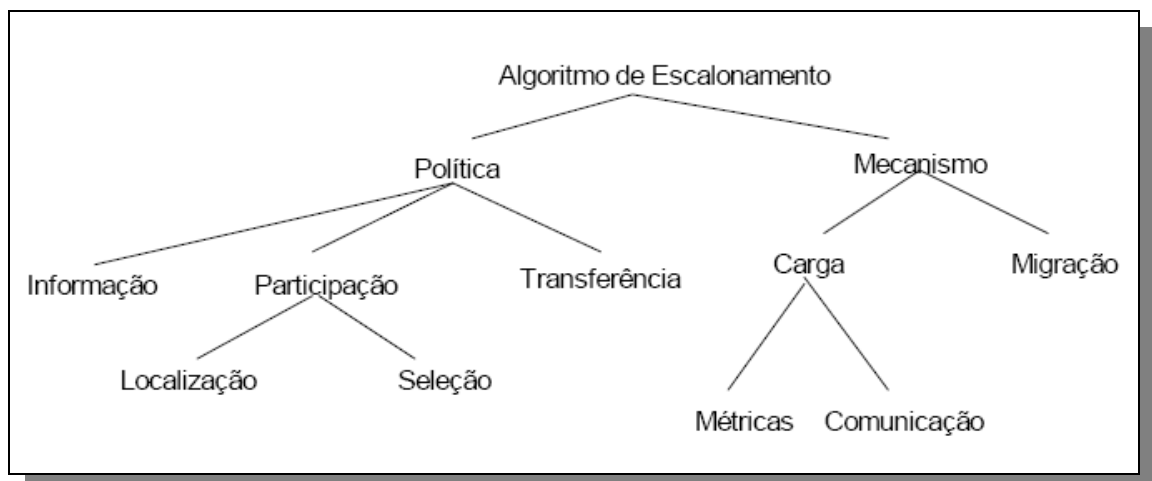 Algoritmo de Escalonamento
Política
Mecanismo
Informação
Participação
Transferência
Carga
Migração
Localização
Seleção
Métricas
Comunicação